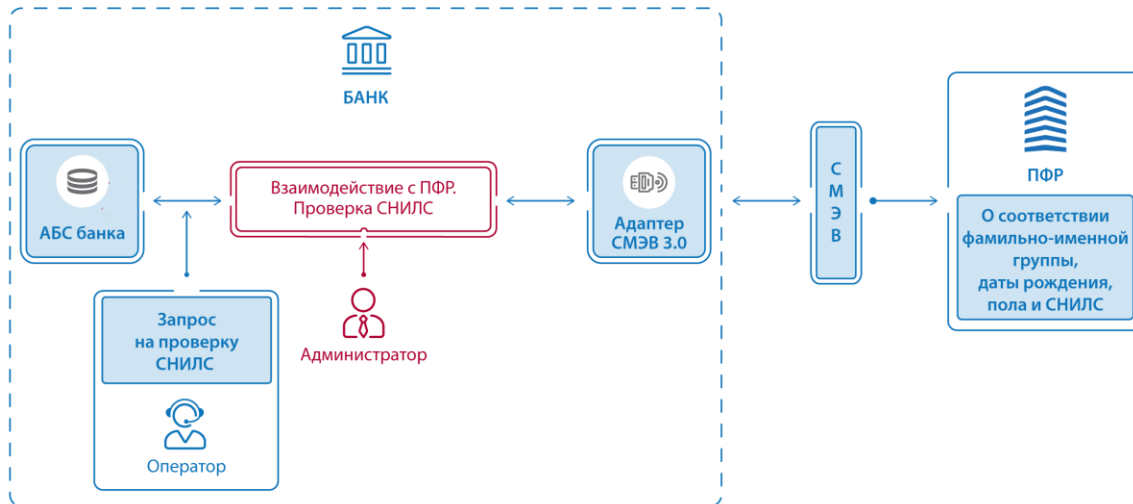 БАНК
АБС банка
Взаимодействие с ПФР.
Проверка СНИЛС
Адаптер
СМЭВ 3.0
С
М
Э
В
ПФР
О соответствии
фамильно-именной
группы,
даты рождения,
пола и СНИЛС
Запрос
на проверку
СНИЛС
Оператор
Администратор